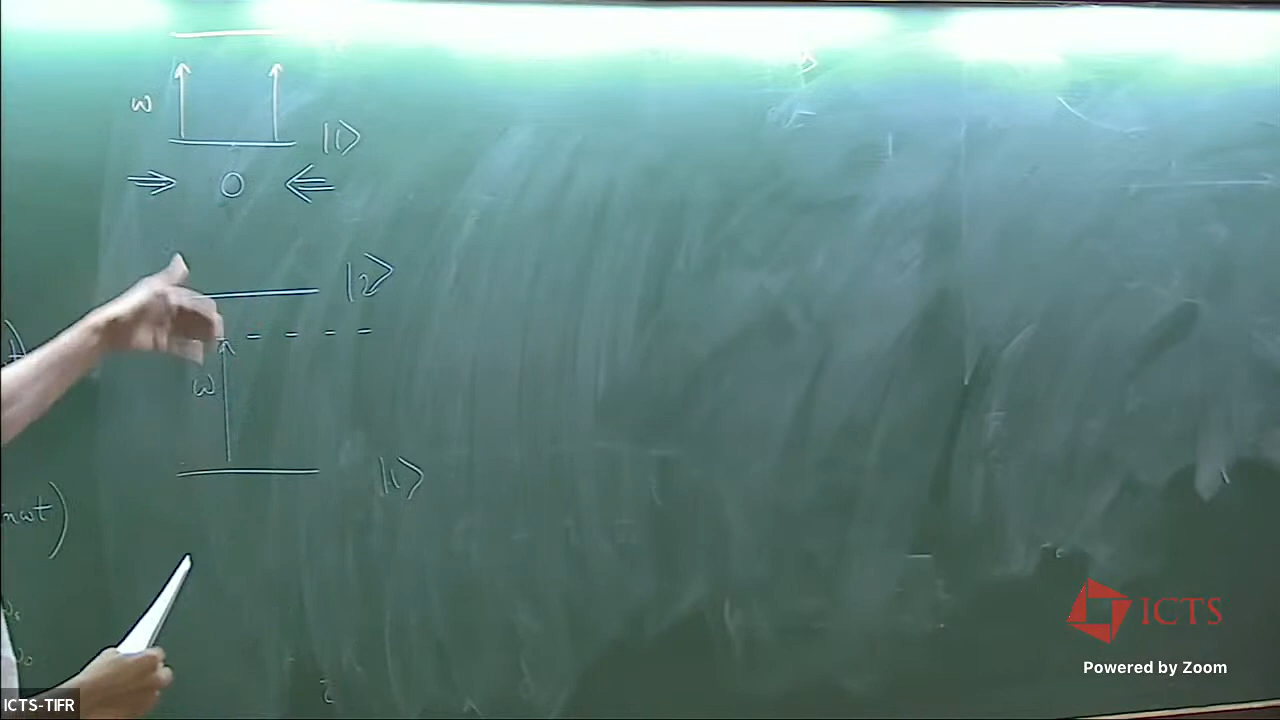 ω
|1>
0
|2>
ω
|1>
nωt)
ICTS
Powered by Zoom
ICTS-TIFR